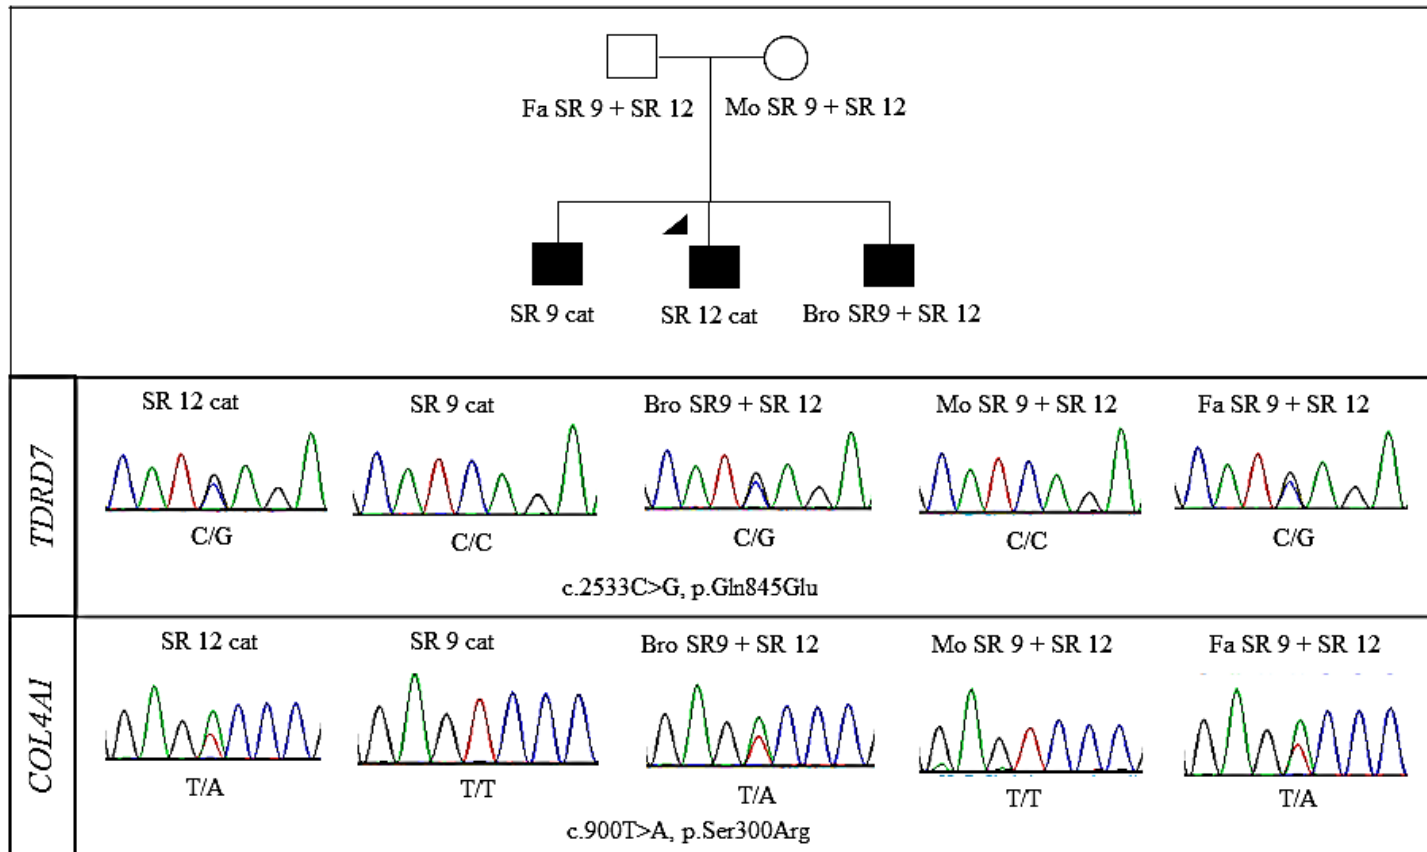 Fa SR 9 + SR 12 Mo SR 9 + SR 12
SR 9 cat SR 12 cat Bro SR9 + SR 12
TDRD7
SR 12 cat SR 9 cat Bro SR9 + SR 12 Mo SR 9 + SR 12 Fa SR 9 + SR 12
C/G C/C C/G C/C C/G
c.2533C>G, p.Gln845Glu
COL4A1
SR 12 cat SR 9 cat Bro SR9 + SR 12 Mo SR 9 + SR 12 Fa SR 9 + SR 12
T/A T/T T/A T/T T/A
c.900T>A, p.Ser300Arg